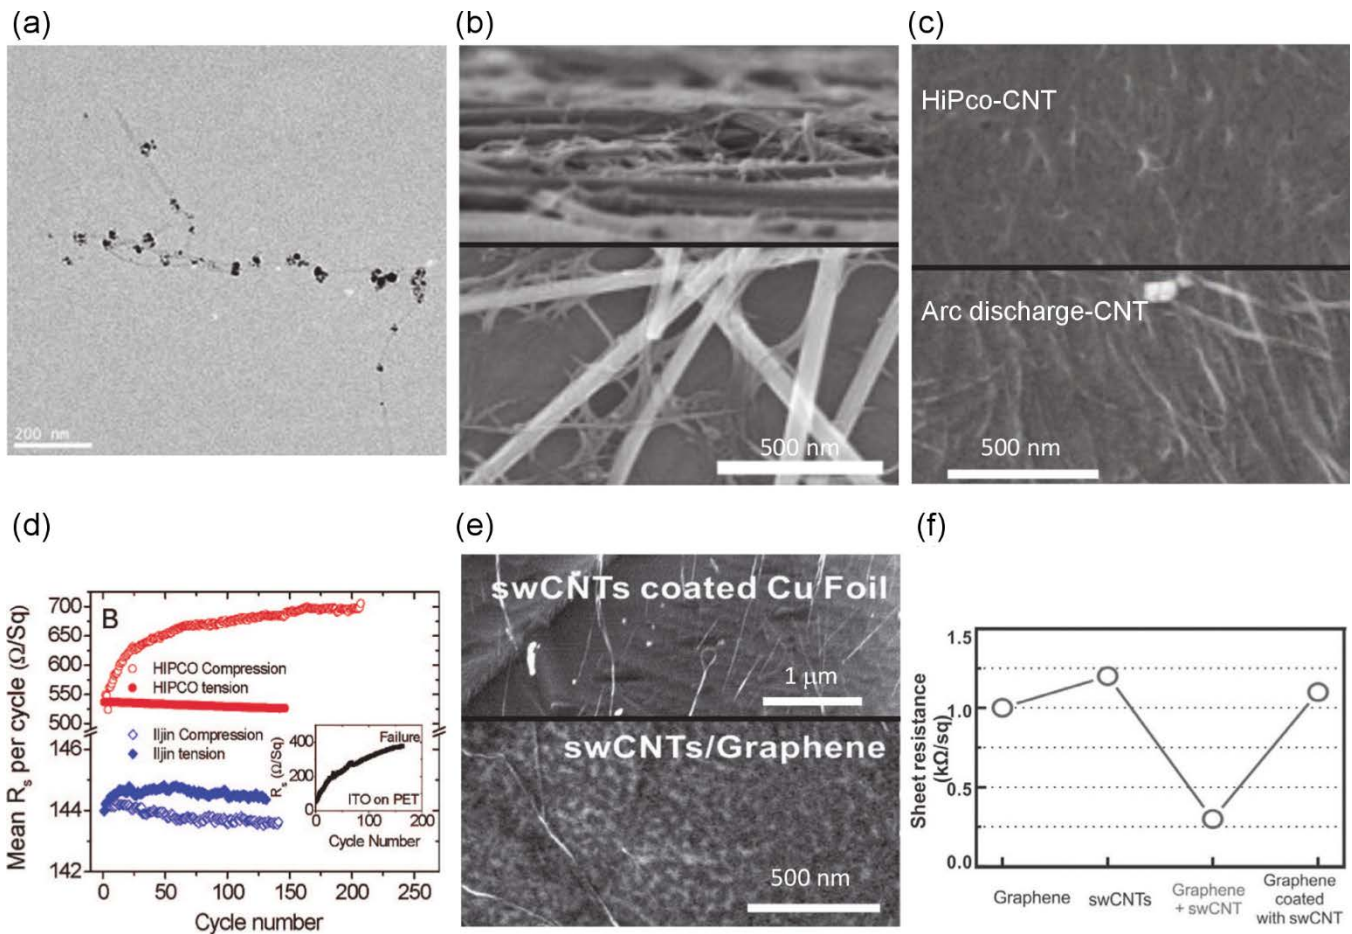 (a)
(b)
(c)
200 nm
500 nm
HiPco-CNT
Arc discharge-CNT
500 nm
(d)
(e)
(f)
B
Mean Rs per cycle (Ω/Sq)
700
650
600
550
500
146
144
142
HIPCO Compression
HIPCO tension
Iljin Compression
Iljin tension
Rs (Ω/Sq)
400
200
0
Failure
ITO on PET
0
100
200
Cycle Number
0
50
100
150
200
250
Cycle number
swCNTs coated Cu Foil
1 μm
swCNTs/Graphene
500 nm
Sheet resistance
(kΩ/sq)
1.5
1.0
0.5
0.0
Graphene
swCNTs
Graphene
+ swCNT
Graphene
coated
with swCNT